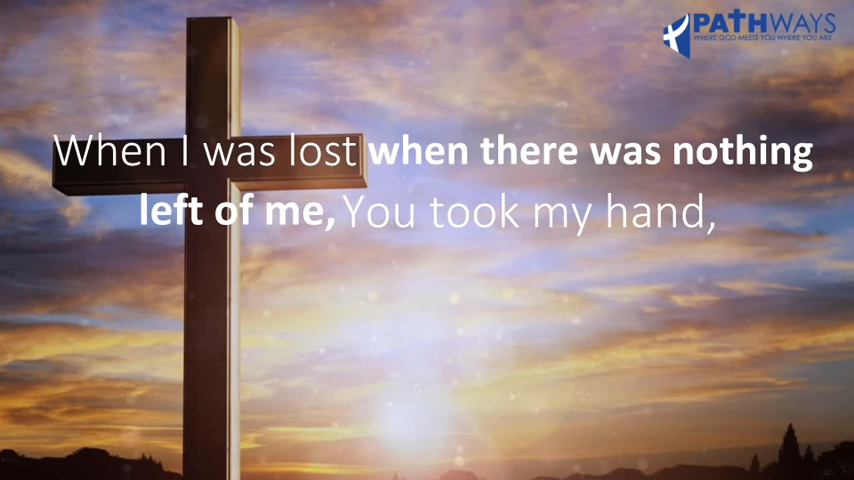 PATHWAYS
WHERE GOD MEETS YOU WHERE YOU ARE
When I was lost when there was nothing
left of me, You took my hand,